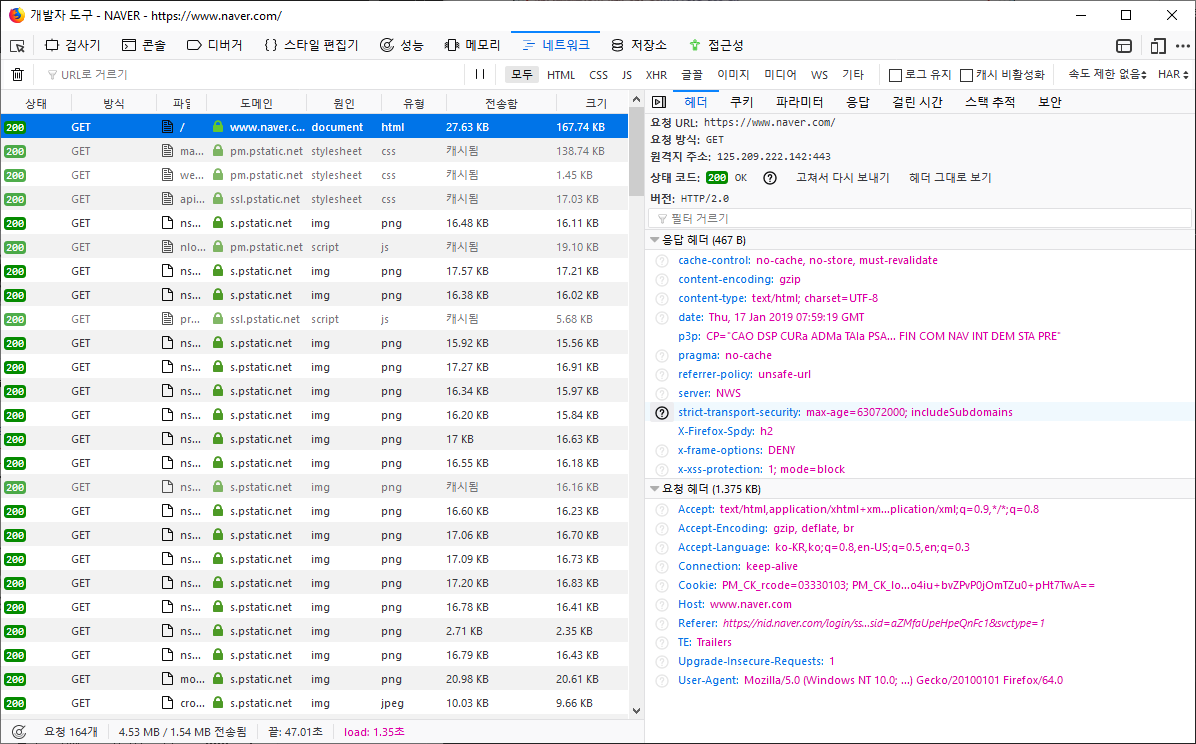 개발자 도구 - NAVER - https://www.naver.com/
검사기 콘솔 디버거 스타일 편집기 성능 메모리 네트워크 저장소 접근성
URL로 거르기 모두 HTML CSS JS XHR 글꼴 이미지 미디어 WS 기타 로그 유지 캐시 비활성화 속도 제한 없음 HAR
상태 방식 파일 도메인 원인 유형 전송함 크기
200 GET / www.naver.c... document html 27.63 KB 167.74 KB
200 GET ma... pm.pstatic.net stylesheet css 캐시됨 138.74 KB
200 GET we... pm.pstatic.net stylesheet css 캐시됨 1.45 KB
200 GET api... ssl.pstatic.net stylesheet css 캐시됨 17.03 KB
200 GET ns... s.pstatic.net img png 16.48 KB 16.11 KB
200 GET nlo... pm.pstatic.net script js 캐시됨 19.10 KB
200 GET ns... s.pstatic.net img png 17.57 KB 17.21 KB
200 GET ns... s.pstatic.net img png 16.38 KB 16.02 KB
200 GET pr... ssl.pstatic.net script js 캐시됨 5.68 KB
200 GET ns... s.pstatic.net img png 15.92 KB 15.56 KB
200 GET ns... s.pstatic.net img png 17.27 KB 16.91 KB
200 GET ns... s.pstatic.net img png 16.34 KB 15.97 KB
200 GET ns... s.pstatic.net img png 16.20 KB 15.84 KB
200 GET ns... s.pstatic.net img png 17 KB 16.63 KB
200 GET ns... s.pstatic.net img png 16.55 KB 16.18 KB
200 GET ns... s.pstatic.net img png 캐시됨 16.16 KB
200 GET ns... s.pstatic.net img png 16.60 KB 16.23 KB
200 GET ns... s.pstatic.net img png 17.06 KB 16.70 KB
200 GET ns... s.pstatic.net img png 17.09 KB 16.73 KB
200 GET ns... s.pstatic.net img png 17.20 KB 16.83 KB
200 GET ns... s.pstatic.net img png 16.78 KB 16.41 KB
200 GET ns... s.pstatic.net img png 2.71 KB 2.35 KB
200 GET ns... s.pstatic.net img png 16.79 KB 16.43 KB
200 GET mo... s.pstatic.net img png 20.98 KB 20.61 KB
200 GET cro... s.pstatic.net img jpeg 10.03 KB 9.66 KB
요청 164개 4.53 MB / 1.54 MB 전송됨 끝: 47.01초 load: 1.35초
헤더 쿠키 파라미터 응답 걸린 시간 스택 추적 보안
요청 URL: https://www.naver.com/
요청 방식: GET
원격지 주소: 125.209.222.142:443
상태 코드: 200 OK 고쳐서 다시 보내기 헤더 그대로 보기
버전: HTTP/2.0
필터 거르기
응답 헤더 (467 B)
cache-control: no-cache, no-store, must-revalidate
content-encoding: gzip
content-type: text/html; charset=UTF-8
date: Thu, 17 Jan 2019 07:59:19 GMT
p3p: CP="CAO DSP CURa ADMa TAIa PSA... FIN COM NAV INT DEM STA PRE"
pragma: no-cache
referrer-policy: unsafe-url
server: NWS
strict-transport-security: max-age=63072000; includeSubdomains
X-Firefox-Spdy: h2
x-frame-options: DENY
x-xss-protection: 1; mode=block
요청 헤더 (1.375 KB)
Accept: text/html,application/xhtml+xm...plication/xml;q=0.9,*/*;q=0.8
Accept-Encoding: gzip, deflate, br
Accept-Language: ko-KR,ko;q=0.8,en-US;q=0.5,en;q=0.3
Connection: keep-alive
Cookie: PM_CK_rcode=03330103; PM_CK_lo...o4iu+bvZPvP0jOmTZu0+pHt7TwA==
Host: www.naver.com
Referer: https://nid.naver.com/login/ss...sid=aZMfaUpeHpeQnFc1&svctype=1
TE: Trailers
Upgrade-Insecure-Requests: 1
User-Agent: Mozilla/5.0 (Windows NT 10.0; ...) Gecko/20100101 Firefox/64.0